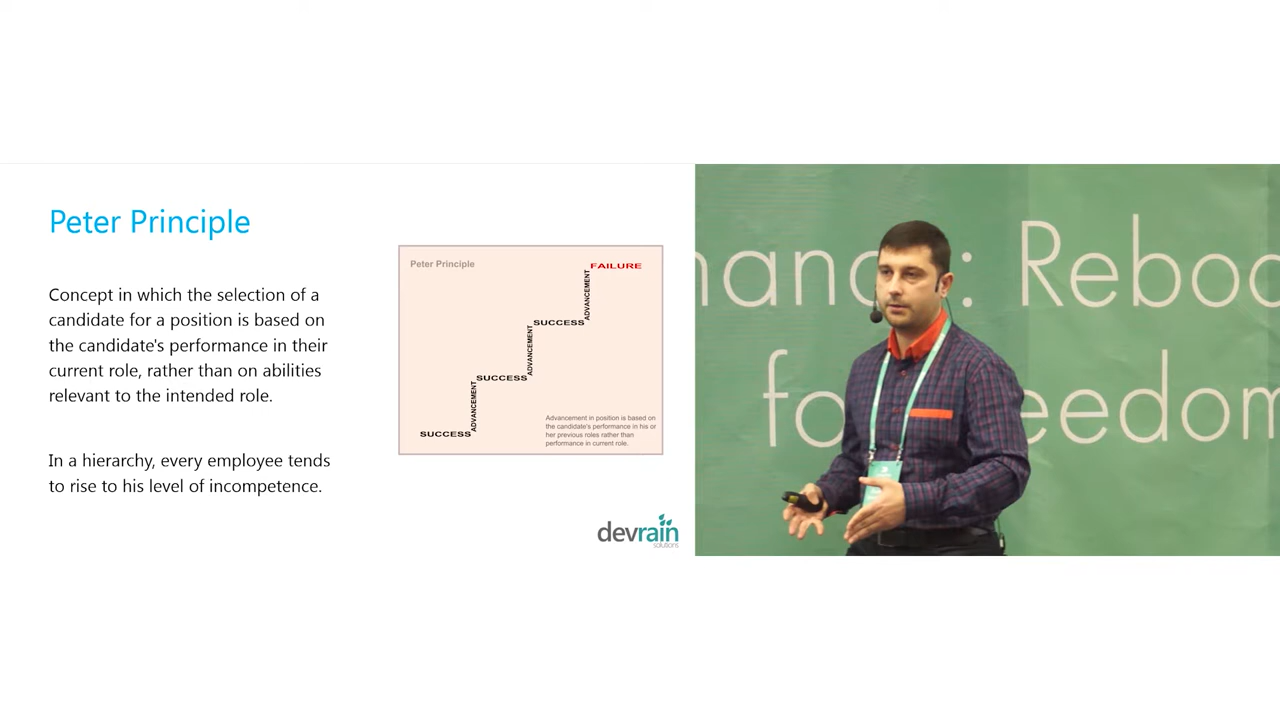 Peter Principle
Concept in which the selection of a
candidate for a position is based on
the candidate's performance in their
current role, rather than on abilities
relevant to the intended role.
In a hierarchy, every employee tends
to rise to his level of incompetence.
Peter Principle
FAILURE
ADVANCEMENT
SUCCESS
ADVANCEMENT
SUCCESS
ADVANCEMENT
SUCCESS
Advancement in position is based on
the candidate's performance in his or
her previous roles rather than
performance in current role.
devrain
solutions
: Reboo
fo eedom